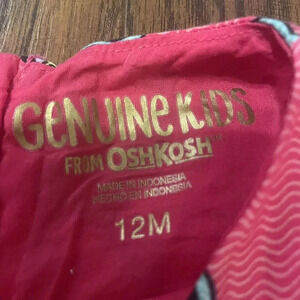 GENUINE KIDS
FROM OSHKOSH
MADE IN INDONESIA
HECHO EN INDONESIA
12M